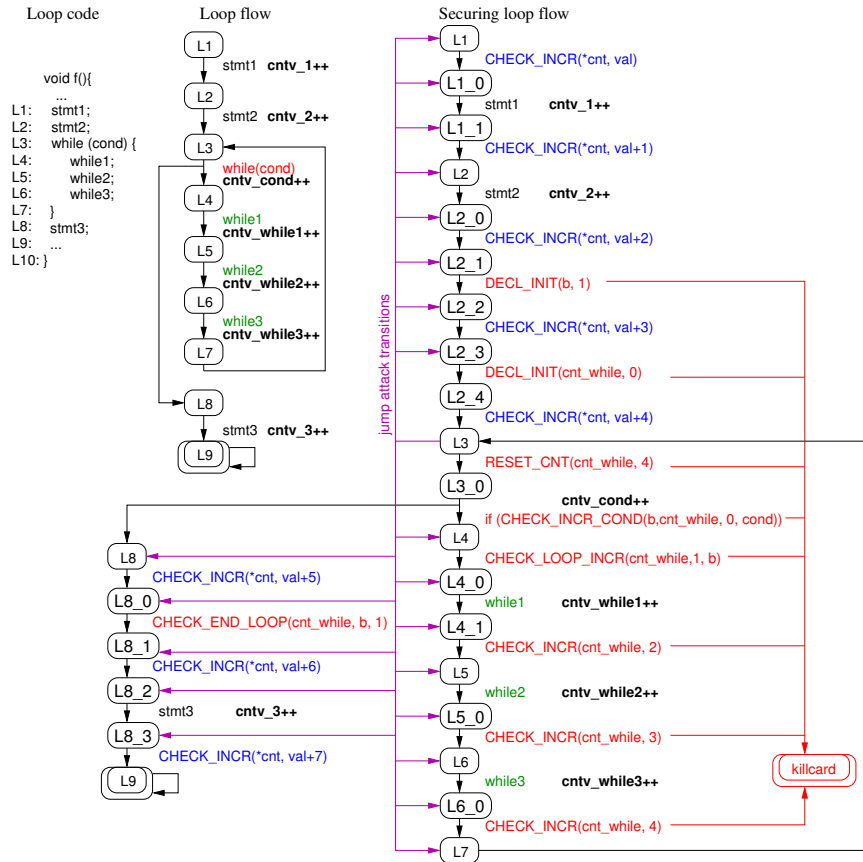 Loop code
Loop flow
Securing loop flow
void f(){
...
L1: stmt1;
L2: stmt2;
L3: while (cond) {
L4: while1;
L5: while2;
L6: while3;
L7: }
L8: stmt3;
L9: ...
L10: }
L1
stmt1 cntv_1++
L2
stmt2 cntv_2++
L3
while(cond)
cntv_cond++
L4
while1
cntv_while1++
L5
while2
cntv_while2++
L6
while3
cntv_while3++
L7
L8
stmt3 cntv_3++
L9
jump attack transitions
L1
CHECK_INCR(*cnt, val)
L1_0
stmt1 cntv_1++
L1_1
CHECK_INCR(*cnt, val+1)
L2
stmt2 cntv_2++
L2_0
CHECK_INCR(*cnt, val+2)
L2_1
DECL_INIT(b, 1)
L2_2
CHECK_INCR(*cnt, val+3)
L2_3
DECL_INIT(cnt_while, 0)
L2_4
CHECK_INCR(*cnt, val+4)
L3
RESET_CNT(cnt_while, 4)
L3_0
cntv_cond++
if (CHECK_INCR_COND(b,cnt_while, 0, cond))
L4
CHECK_LOOP_INCR(cnt_while,1, b)
L4_0
while1 cntv_while1++
L4_1
CHECK_INCR(cnt_while, 2)
L5
while2 cntv_while2++
L5_0
CHECK_INCR(cnt_while, 3)
L6
while3 cntv_while3++
L6_0
CHECK_INCR(cnt_while, 4)
L7
killcard
L8
CHECK_INCR(*cnt, val+5)
L8_0
CHECK_END_LOOP(cnt_while, b, 1)
L8_1
CHECK_INCR(*cnt, val+6)
L8_2
stmt3 cntv_3++
L8_3
CHECK_INCR(*cnt, val+7)
L9